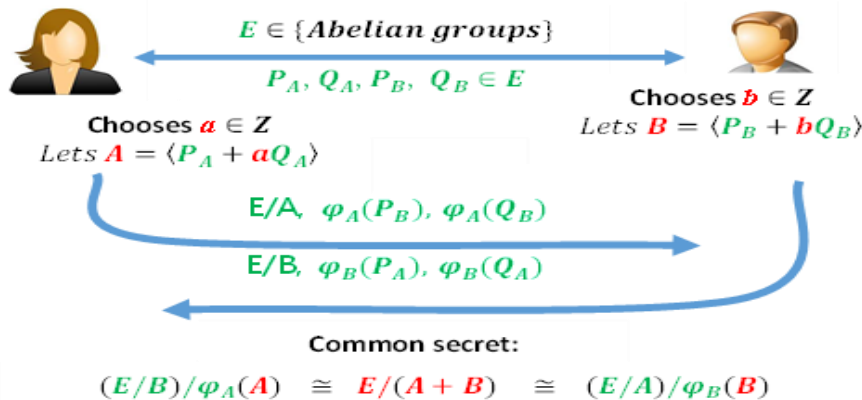 E ∈ {Abelian groups}
P_A, Q_A, P_B, Q_B ∈ E
Chooses a ∈ Z
Lets A = ⟨P_A + aQ_A⟩
Chooses b ∈ Z
Lets B = ⟨P_B + bQ_B⟩
E/A, φ_A(P_B), φ_A(Q_B)
E/B, φ_B(P_A), φ_B(Q_A)
Common secret:
(E/B)/φ_A(A) ≅ E/(A + B) ≅ (E/A)/φ_B(B)